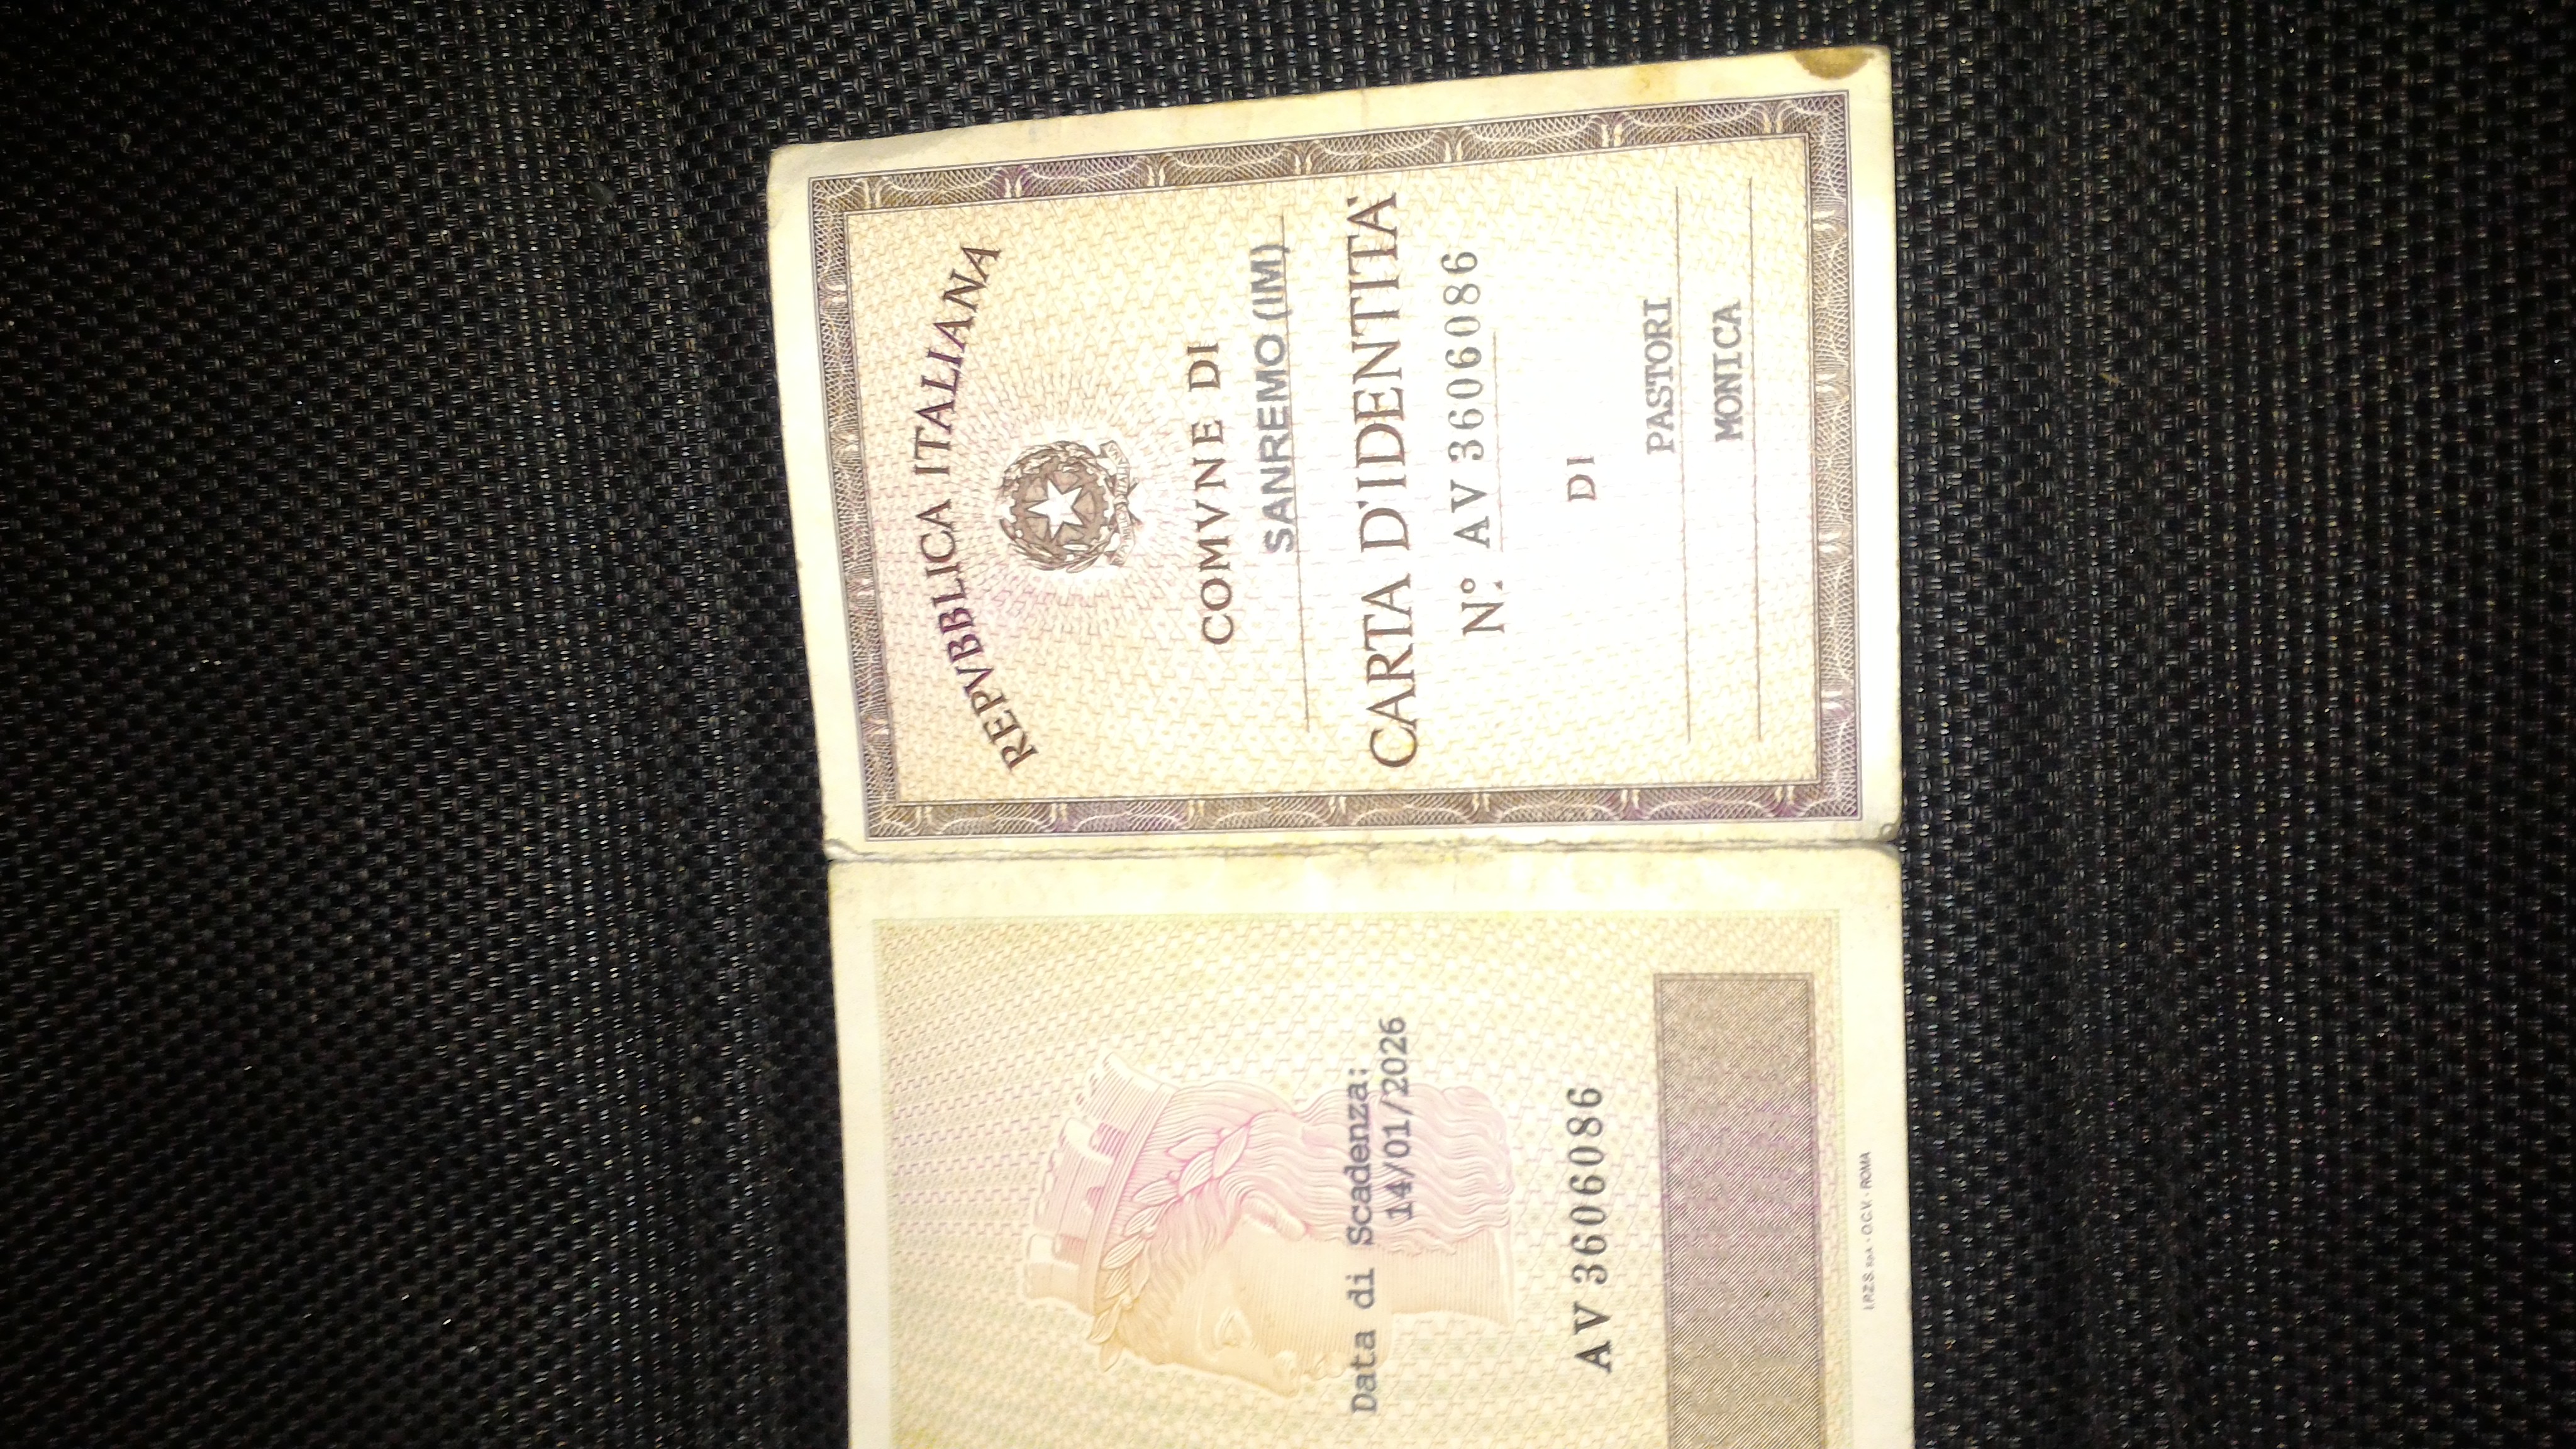 REPVBBLICA ITALIANA
COMVNE DI
SANREMO (IM)
CARTA D'IDENTITÀ
N.° AV 3606086
DI
PASTORI
MONICA
Data di Scadenza:
14/01/2026
AV 3606086
I.P.Z.S. S.p.A. - O.C.V. - ROMA